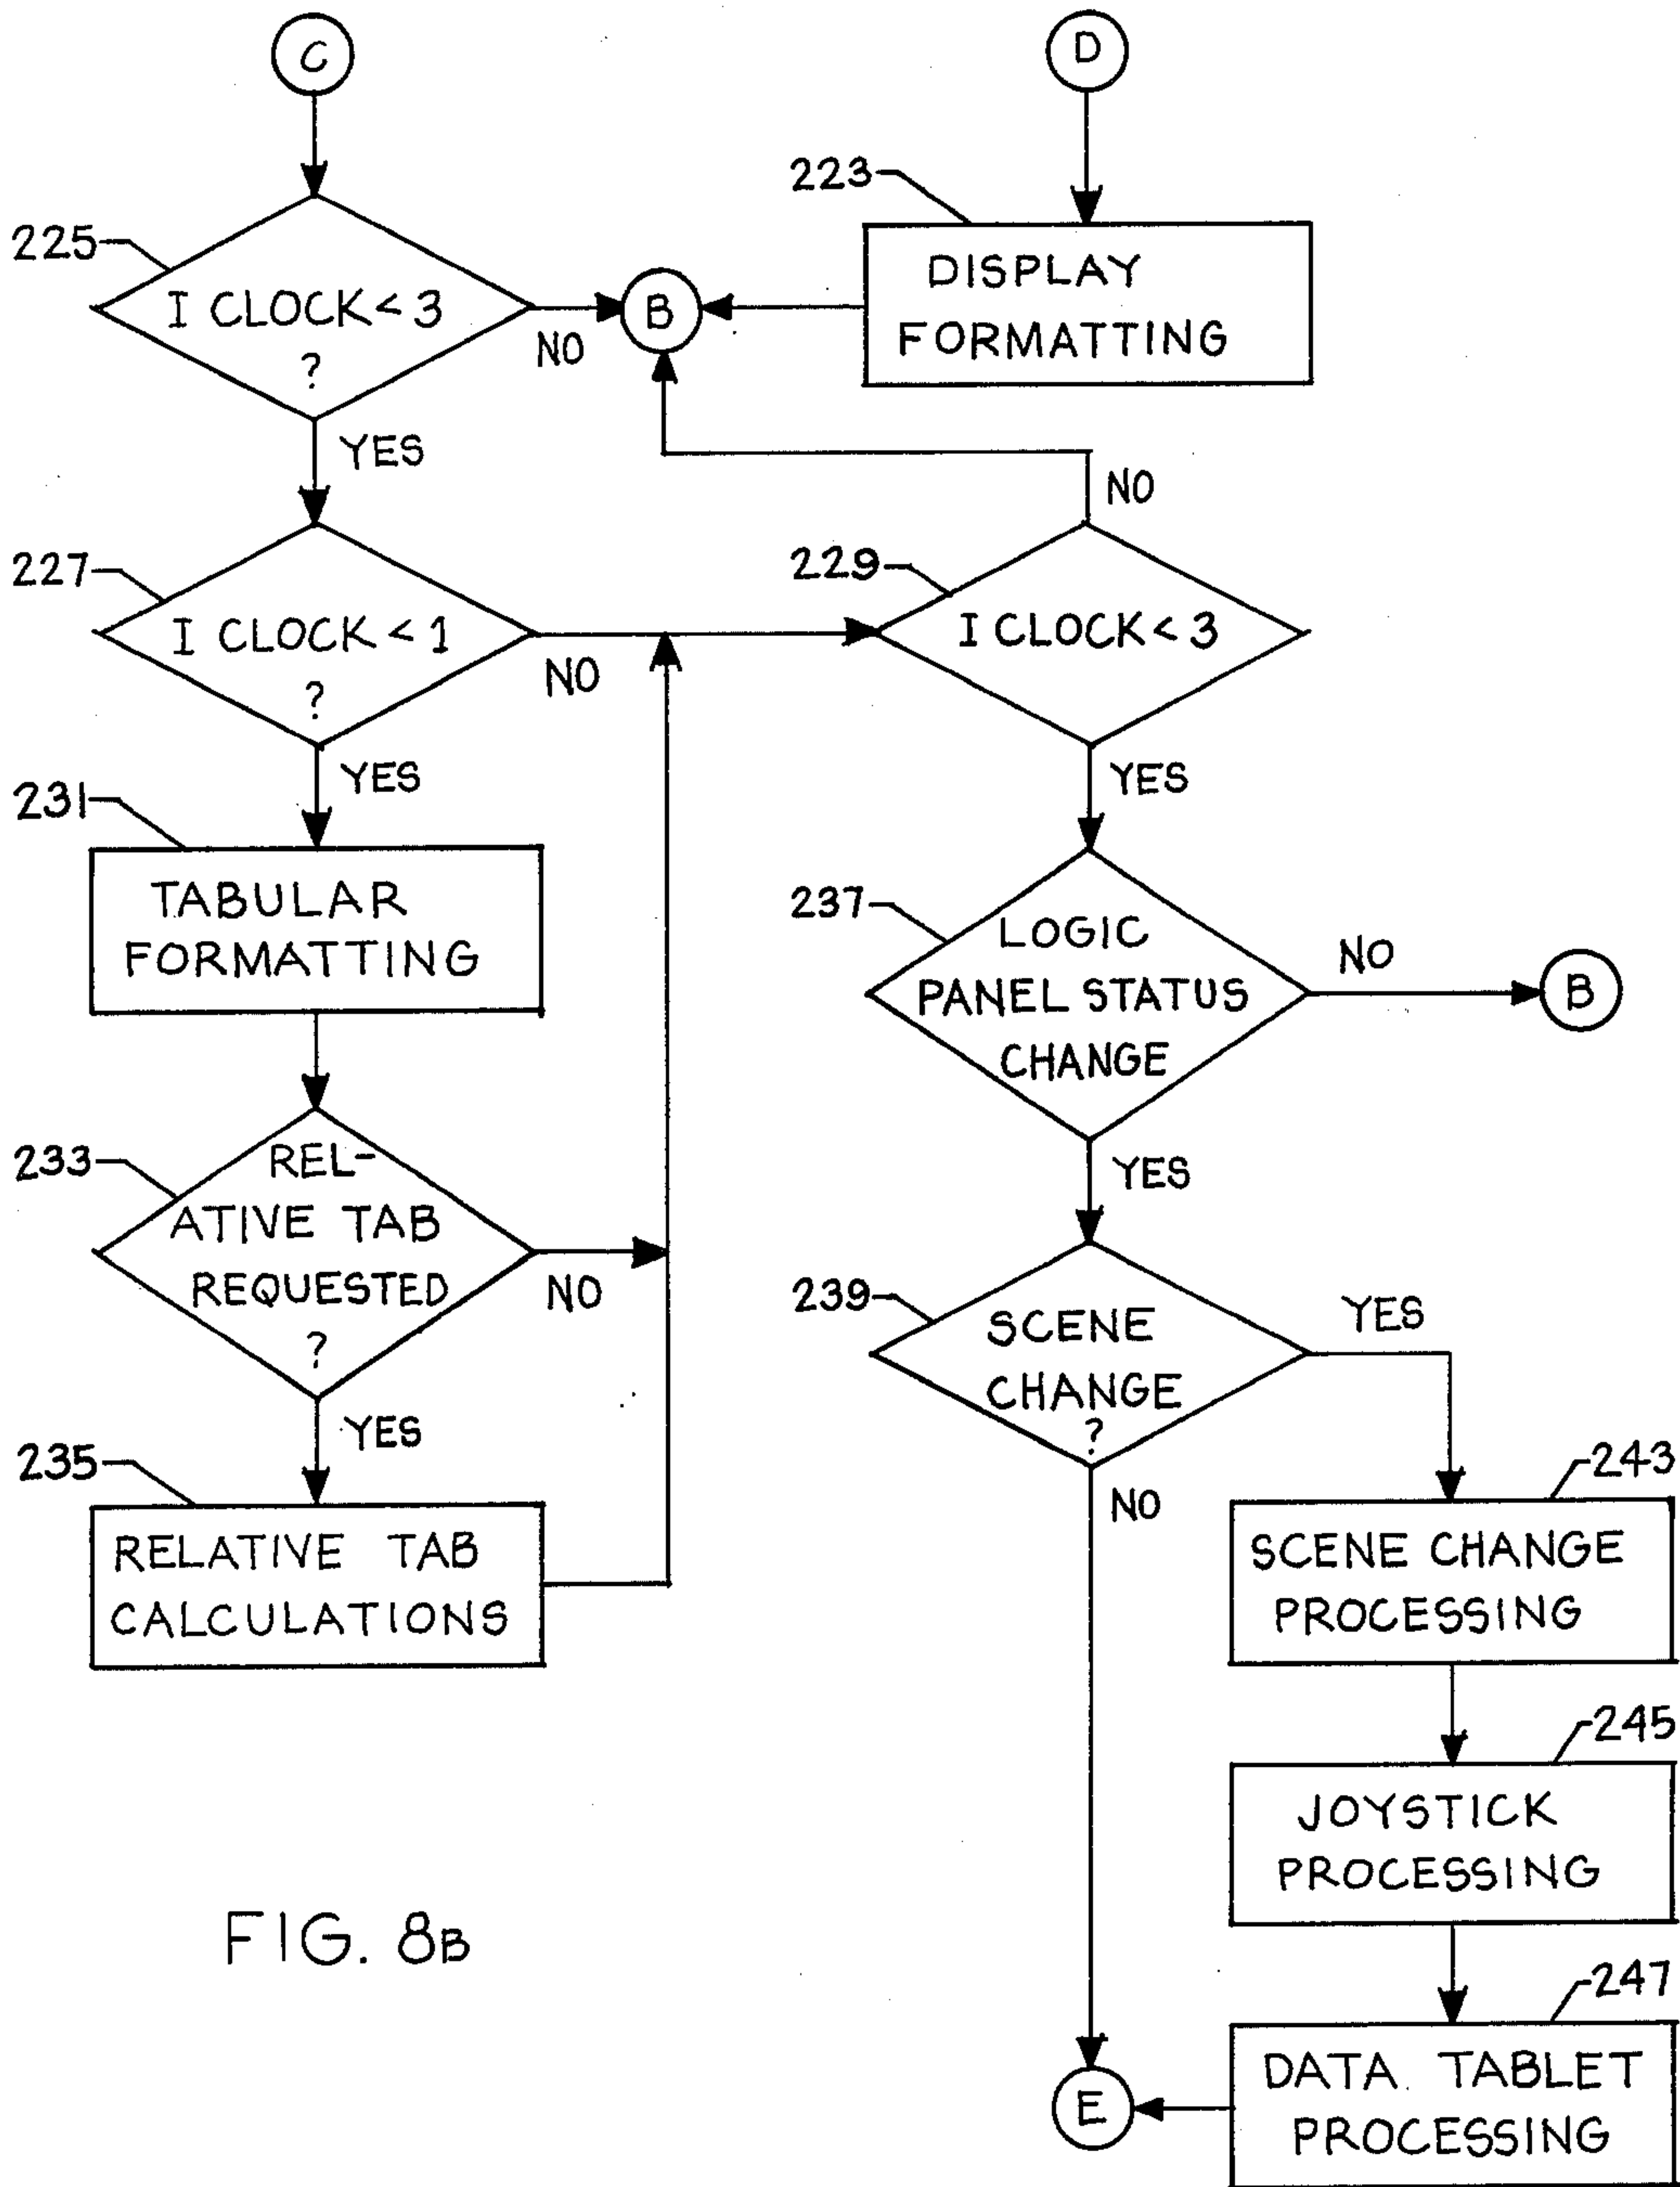 C
D
223
225
DISPLAY
FORMATTING
I CLOCK < 3
?
NO
B
YES
NO
227
229
I CLOCK < 1
?
NO
I CLOCK < 3
YES
YES
231
TABULAR
FORMATTING
237
LOGIC
PANEL STATUS
CHANGE
NO
B
233
REL-
ATIVE TAB
REQUESTED
?
NO
YES
239
SCENE
CHANGE
?
YES
YES
NO
235
RELATIVE TAB
CALCULATIONS
243
SCENE CHANGE
PROCESSING
245
JOYSTICK
PROCESSING
247
DATA TABLET
PROCESSING
E
FIG. 8B